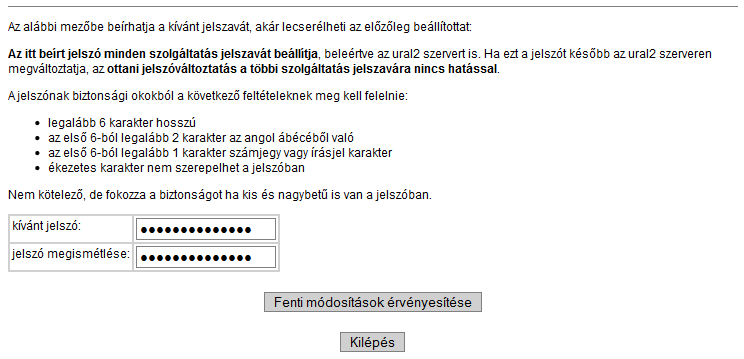 Az alábbi mezőbe beírhatja a kívánt jelszavát, akár lecserélheti az előzőleg beállítottat:
Az itt beírt jelszó minden szolgáltatás jelszavát beállítja, beleértve az ural2 szervert is. Ha ezt a jelszót később az ural2 szerveren
megváltoztatja, az ottani jelszóváltoztatás a többi szolgáltatás jelszavára nincs hatással.
A jelszónak biztonsági okokból a következő feltételeknek meg kell felelnie:
• legalább 6 karakter hosszú
• az első 6-ból legalább 2 karakter az angol ábécéből való
• az első 6-ból legalább 1 karakter számjegy vagy írásjel karakter
• ékezetes karakter nem szerepelhet a jelszóban
Nem kötelező, de fokozza a biztonságot ha kis és nagybetű is van a jelszóban.
kívánt jelszó: ●●●●●●●●●●●●●●
jelszó megismétlése: ●●●●●●●●●●●●●●
Fenti módosítások érvényesítése
Kilépés